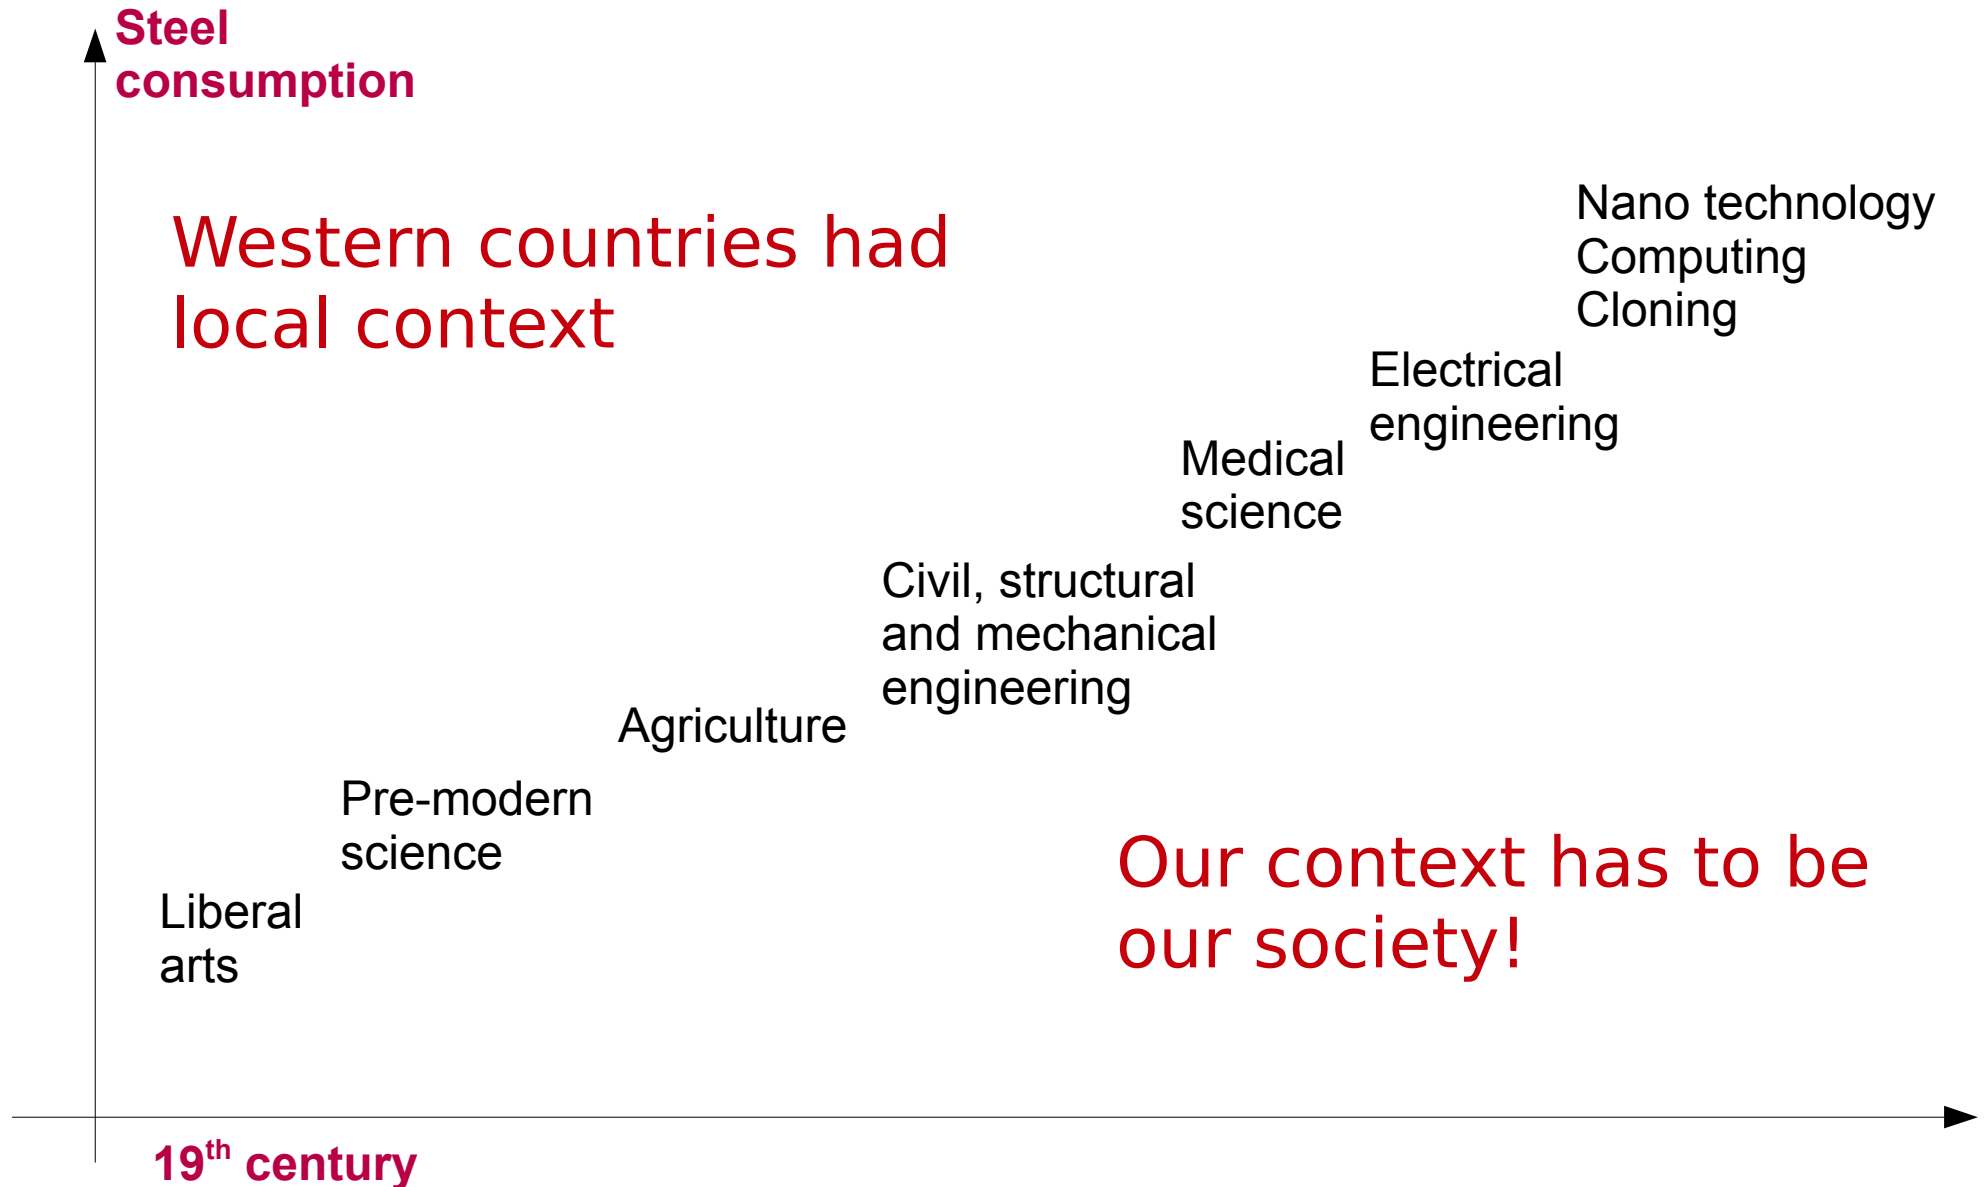 Steel
consumption
Western countries had
local context
Nano technology
Computing
Cloning
Electrical
engineering
Medical
science
Civil, structural
and mechanical
engineering
Agriculture
Pre-modern
science
Liberal
arts
Our context has to be
our society!
19th century